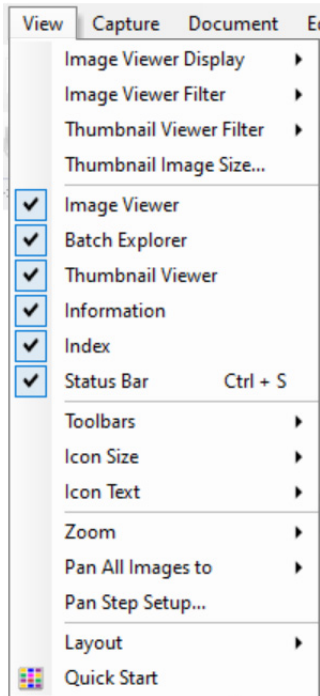 View Capture Document
Image Viewer Display
Image Viewer Filter
Thumbnail Viewer Filter
Thumbnail Image Size...
Image Viewer
Batch Explorer
Thumbnail Viewer
Information
Index
Status Bar Ctrl + S
Toolbars
Icon Size
Icon Text
Zoom
Pan All Images to
Pan Step Setup...
Layout
Quick Start